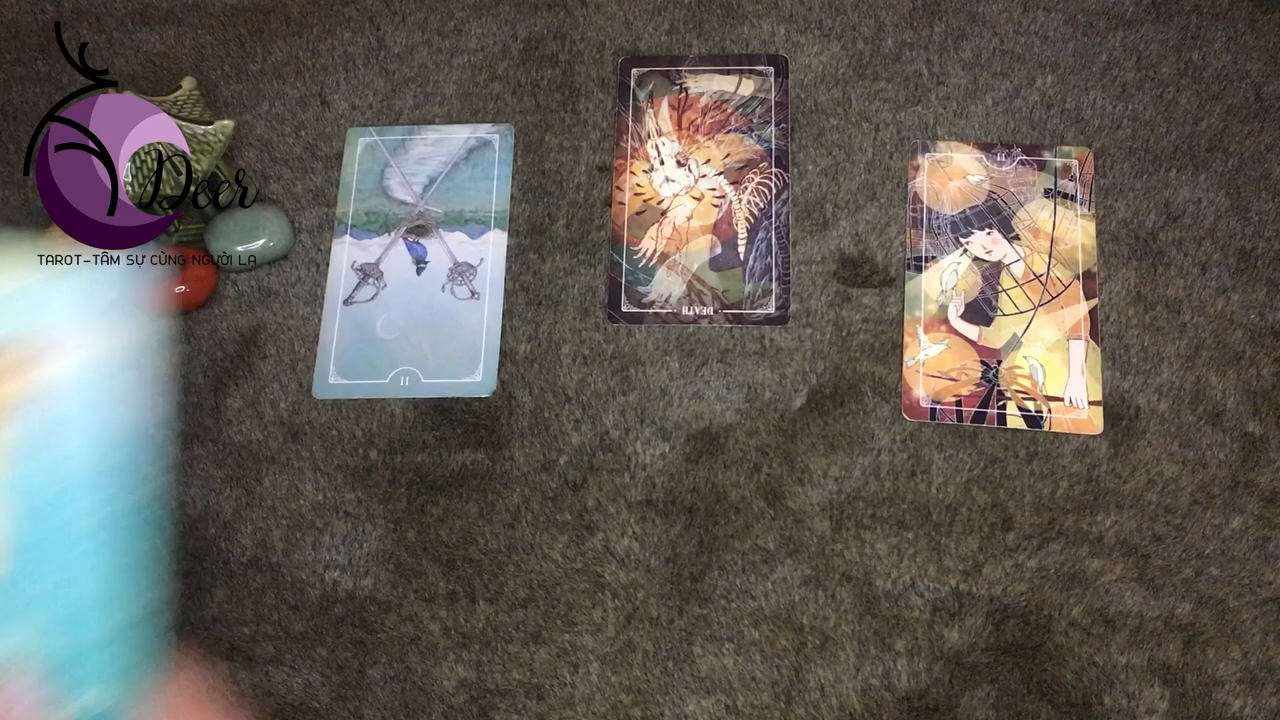 Deer
TAROT-TÂM SỰ CÙNG NGƯỜI LẠ
II
DEATH
II